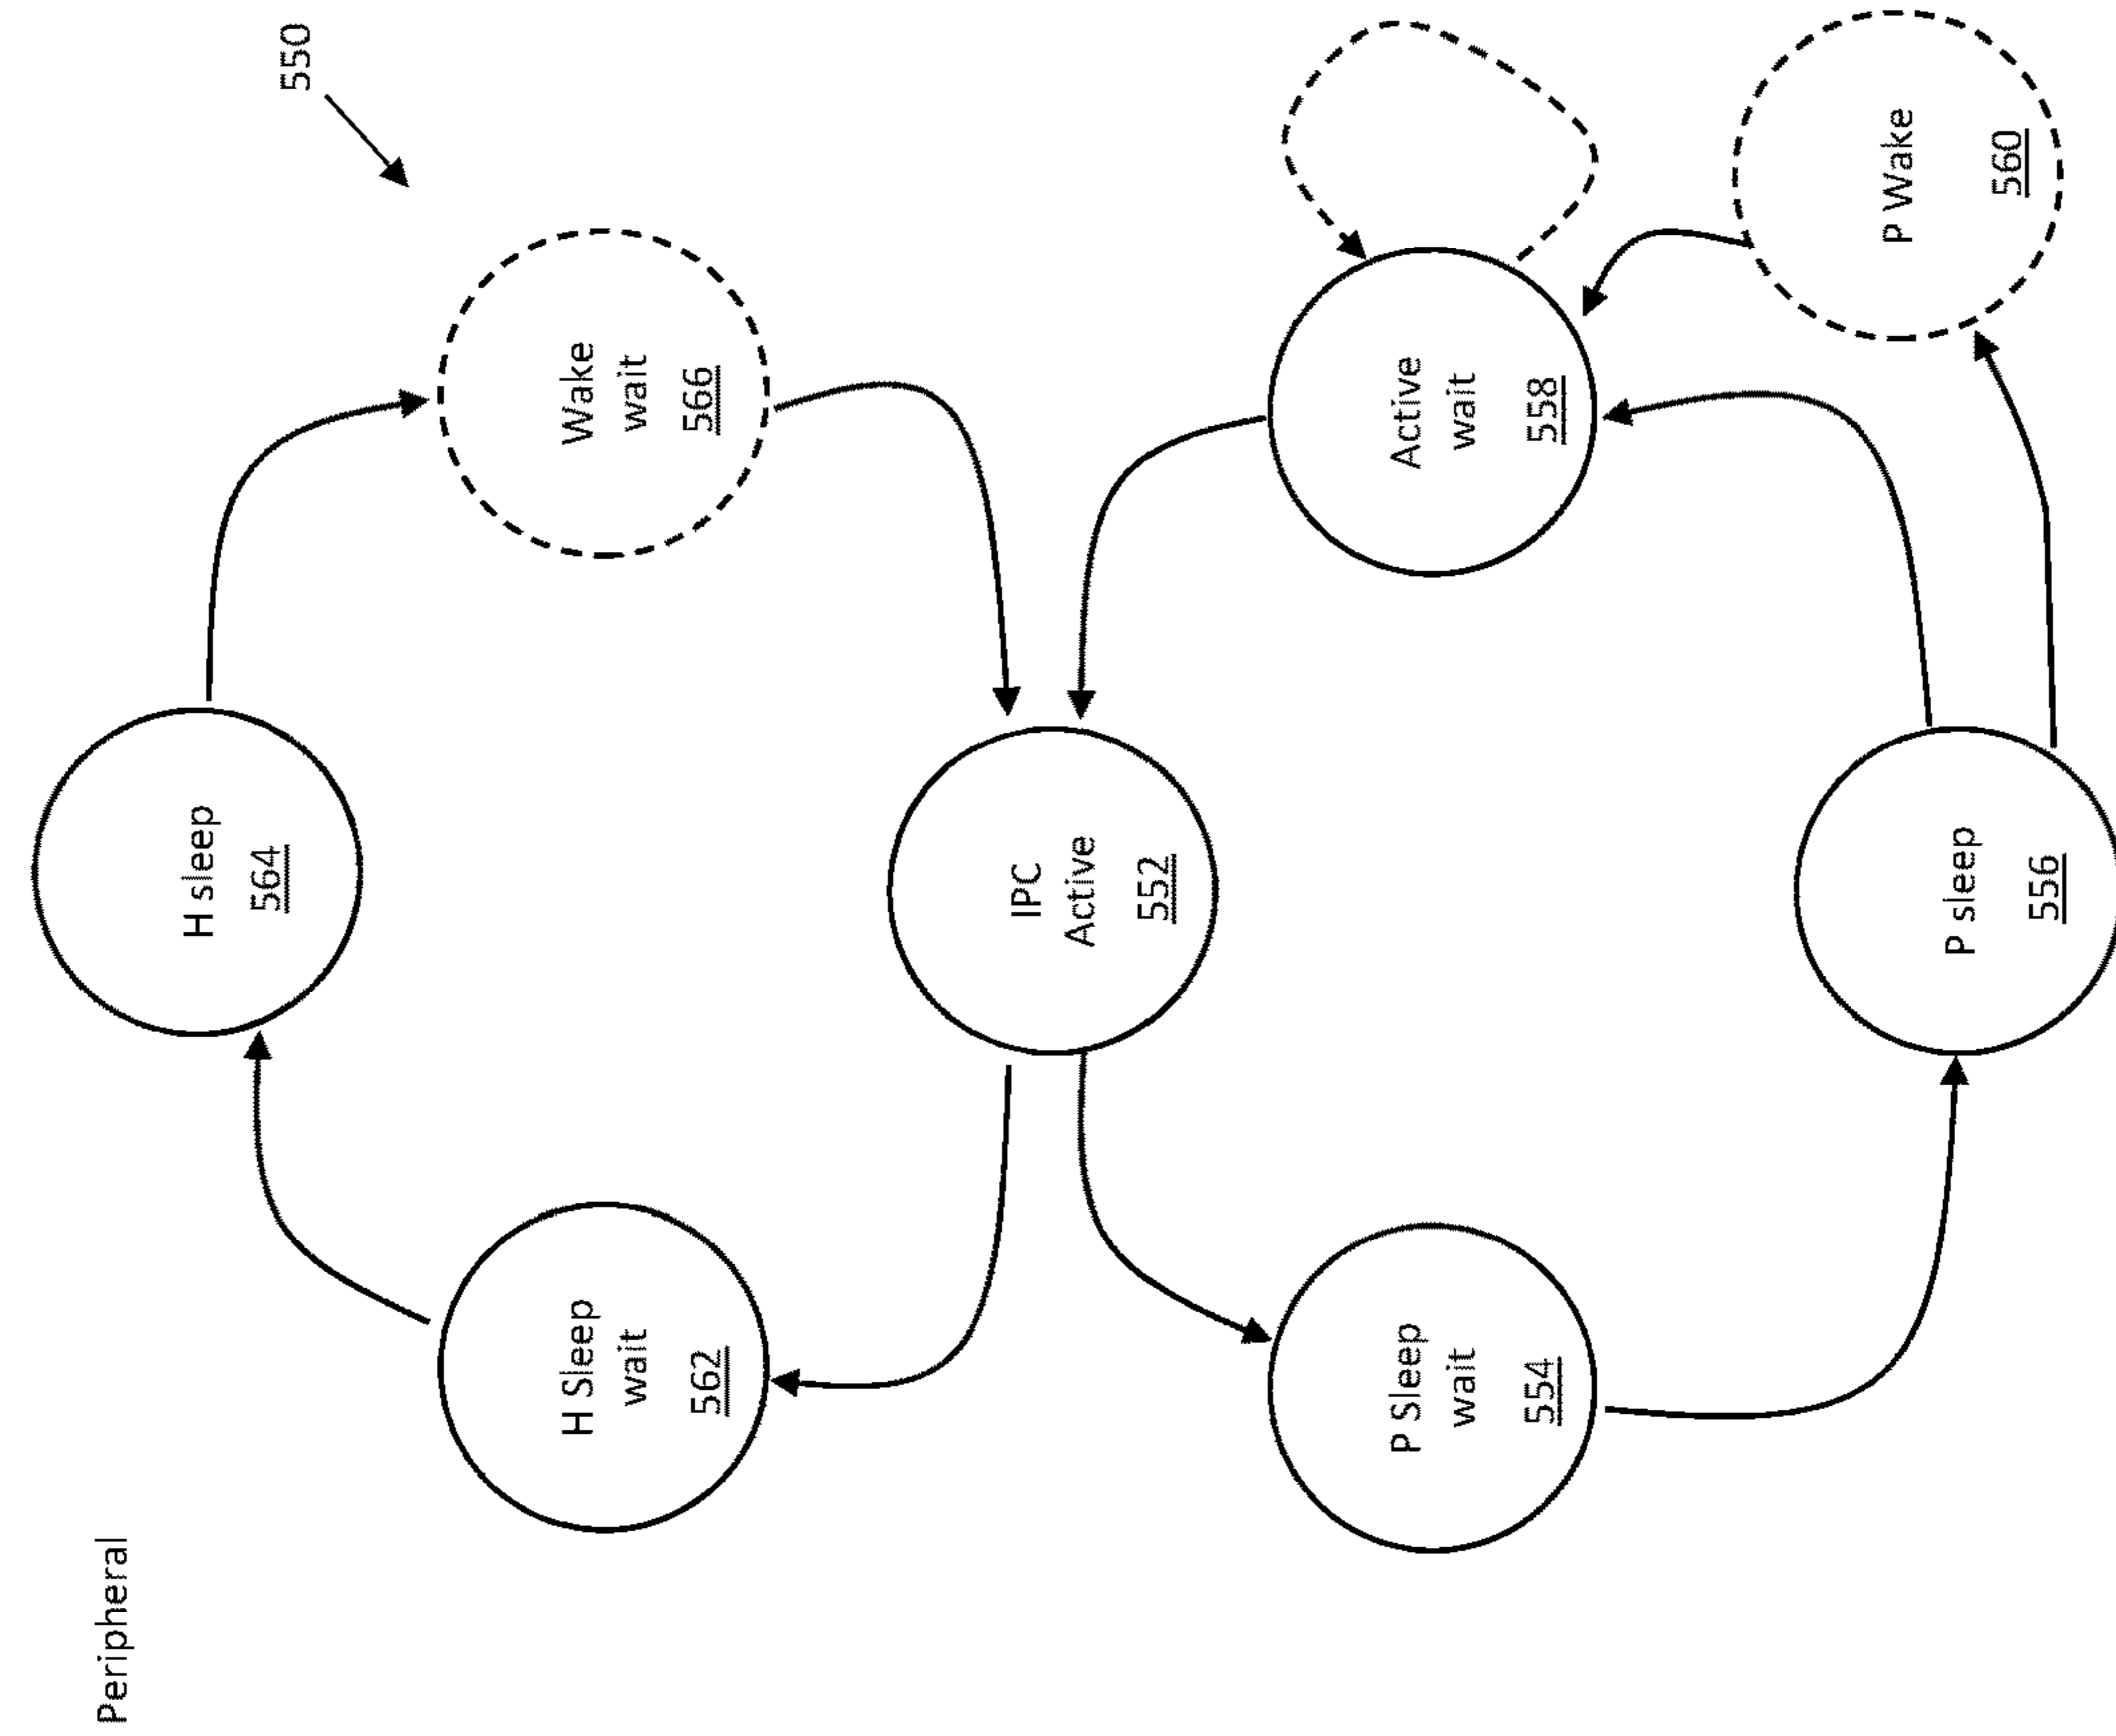 Peripheral
550
H Sleep
wait
562
H sleep
564
Wake
wait
566
IPC
Active
552
P Sleep
wait
554
P sleep
556
Active
wait
558
P Wake
560